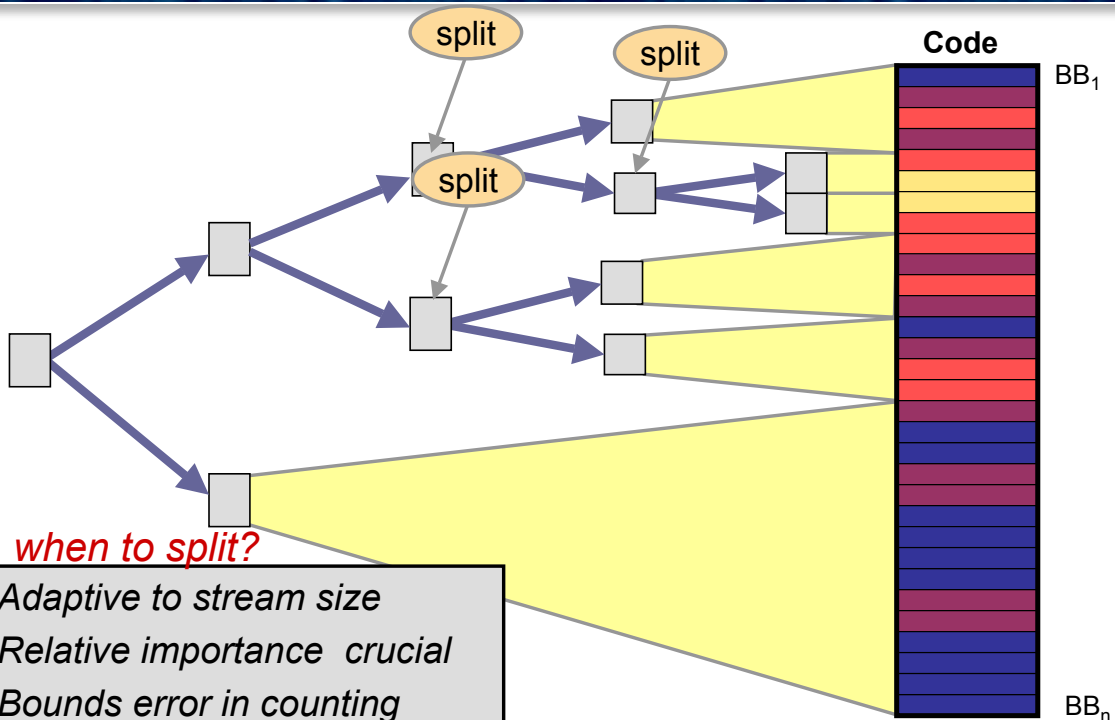 split
split
Code
BB₁
split
when to split?
Adaptive to stream size
Relative importance crucial
Bounds error in counting
BBₙ